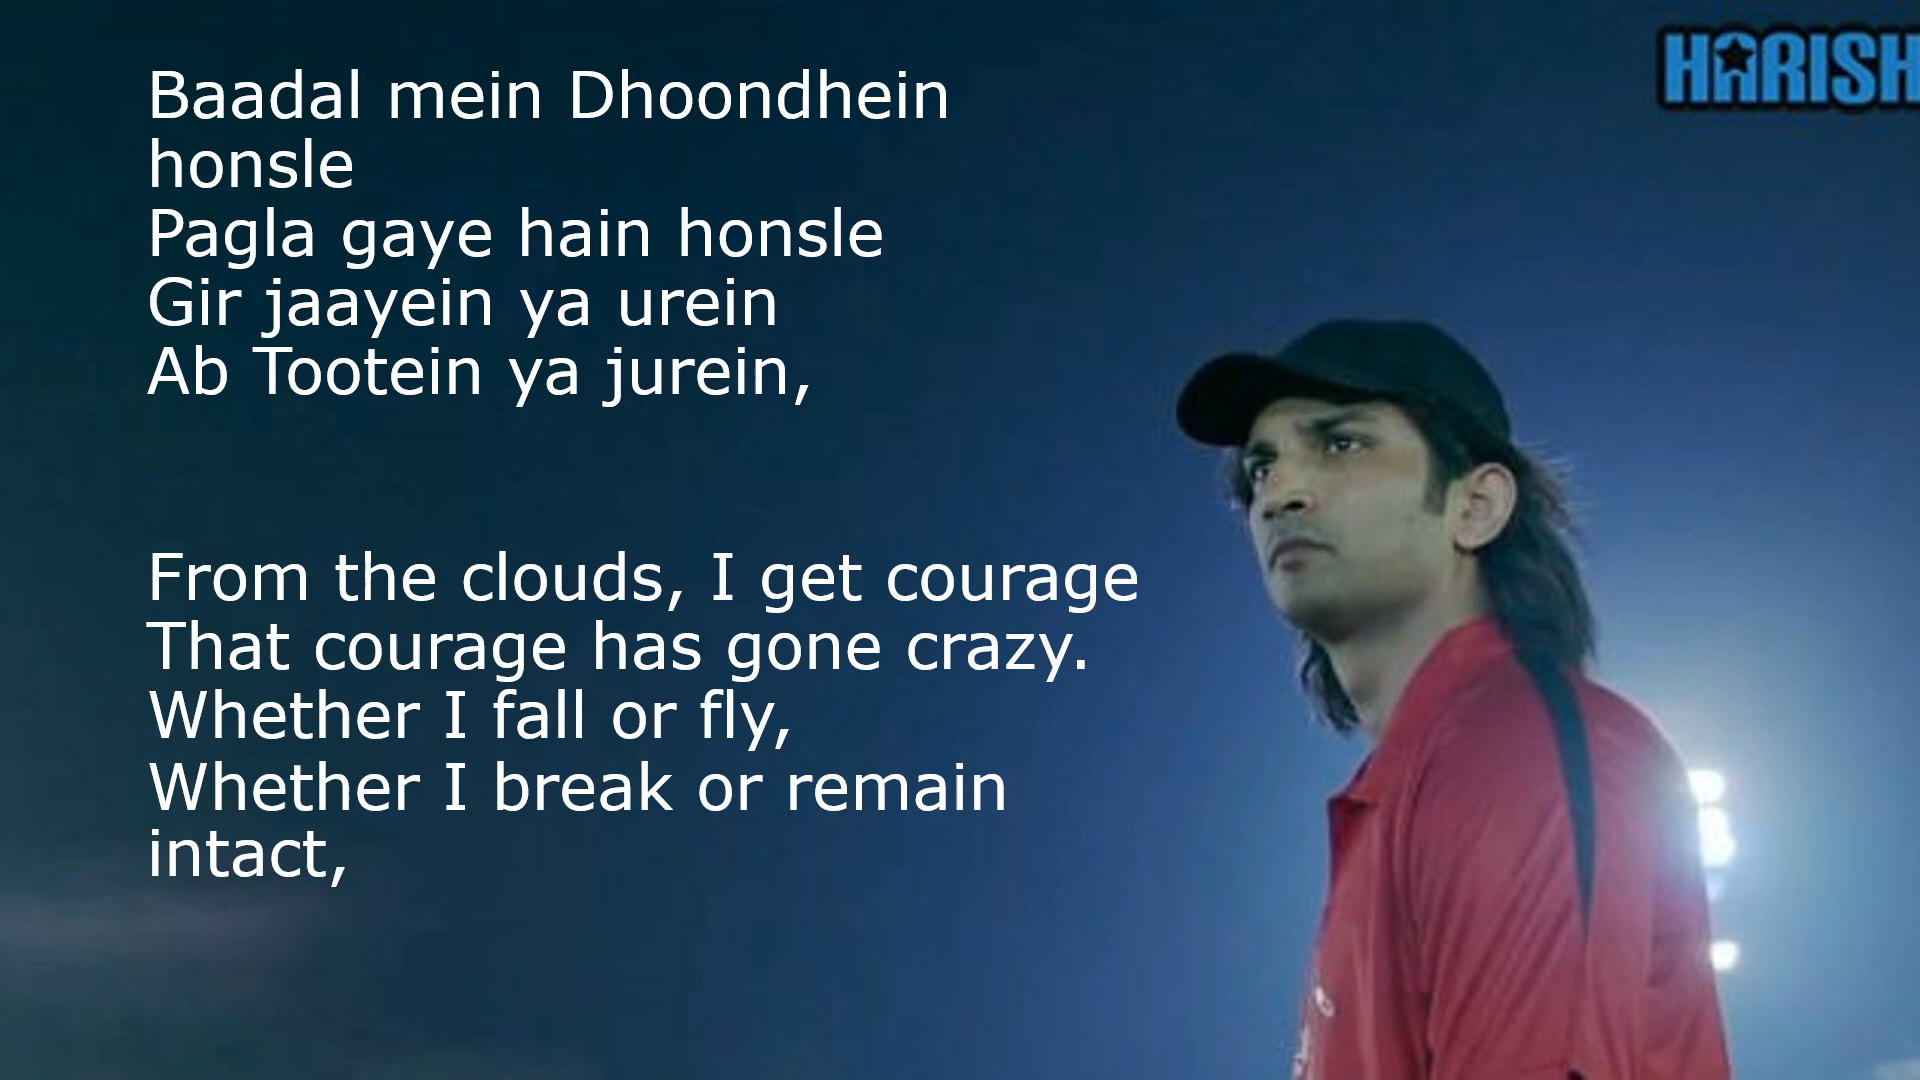 HARISH
Baadal mein Dhoondhein
honsle
Pagla gaye hain honsle
Gir jaayein ya urein
Ab Tootein ya jurein,
From the clouds, I get courage
That courage has gone crazy.
Whether I fall or fly,
Whether I break or remain
intact,